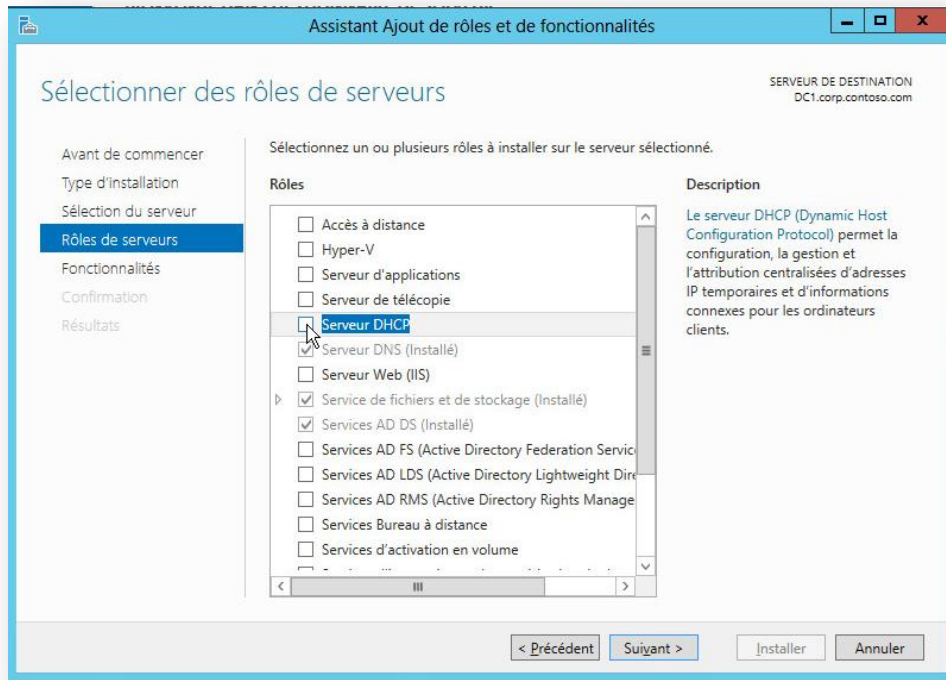 Assistant Ajout de rôles et de fonctionnalités
Sélectionner des rôles de serveurs
SERVEUR DE DESTINATION
DC1.corp.contoso.com
Avant de commencer
Type d'installation
Sélection du serveur
Rôles de serveurs
Fonctionnalités
Confirmation
Résultats
Sélectionnez un ou plusieurs rôles à installer sur le serveur sélectionné.
Rôles
Accès à distance
Hyper-V
Serveur d'applications
Serveur de télécopie
Serveur DHCP
Serveur DNS (Installé)
Serveur Web (IIS)
Service de fichiers et de stockage (Installé)
Services AD DS (Installé)
Services AD FS (Active Directory Federation Servic
Services AD LDS (Active Directory Lightweight Dire
Services AD RMS (Active Directory Rights Manage
Services Bureau à distance
Services d'activation en volume
Description
Le serveur DHCP (Dynamic Host
Configuration Protocol) permet la
configuration, la gestion et
l'attribution centralisées d'adresses
IP temporaires et d'informations
connexes pour les ordinateurs
clients.
< Précédent
Suivant >
Installer
Annuler